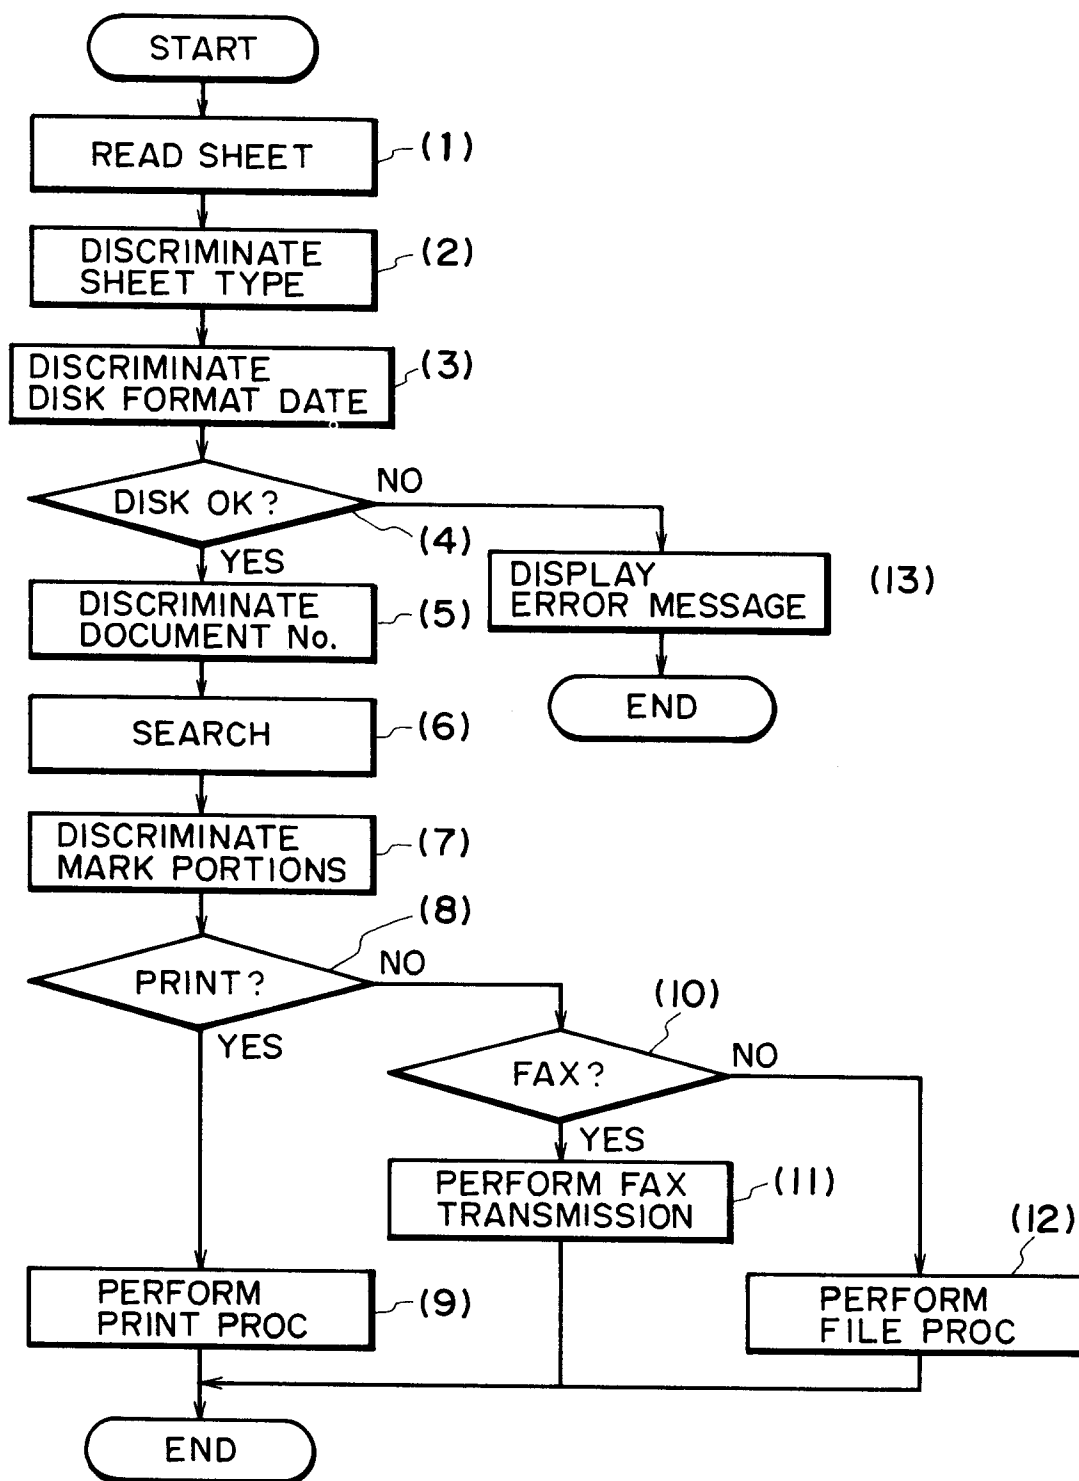 START
READ SHEET
(1)
DISCRIMINATE
SHEET TYPE
(2)
DISCRIMINATE
DISK FORMAT DATE
(3)
DISK OK?
NO
(4)
YES
DISPLAY
ERROR MESSAGE
(13)
DISCRIMINATE
DOCUMENT No.
(5)
END
SEARCH
(6)
DISCRIMINATE
MARK PORTIONS
(7)
(8)
PRINT?
NO
YES
(10)
FAX?
NO
YES
PERFORM FAX
TRANSMISSION
(11)
(12)
PERFORM
PRINT PROC
(9)
PERFORM
FILE PROC
END